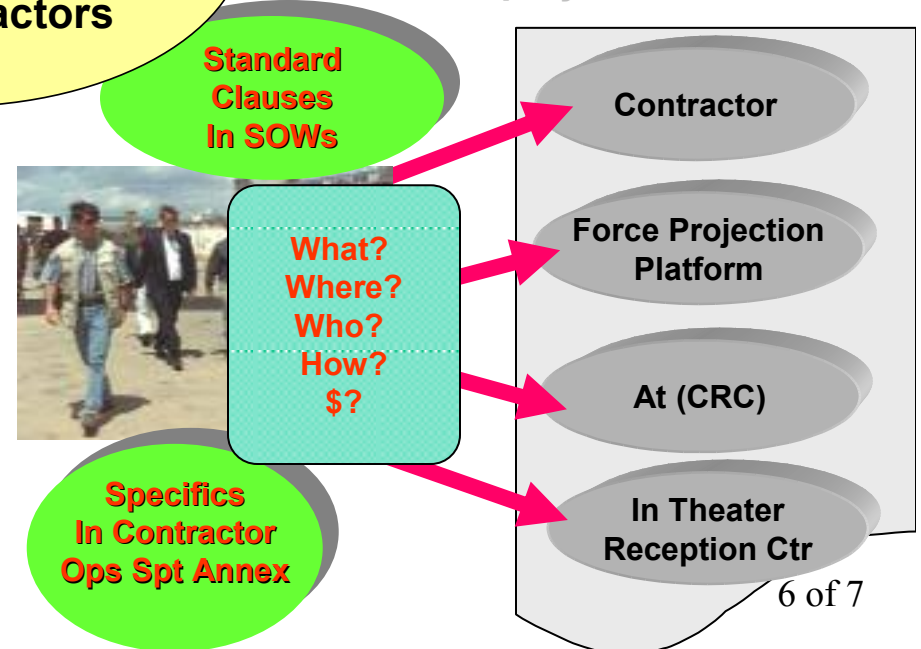 Standard
Clauses
In SOWs
What?
Where?
Who?
How?
$?
Specifics
In Contractor
Ops Spt Annex
Contractor
Force Projection
Platform
At (CRC)
In Theater
Reception Ctr
6 of 7